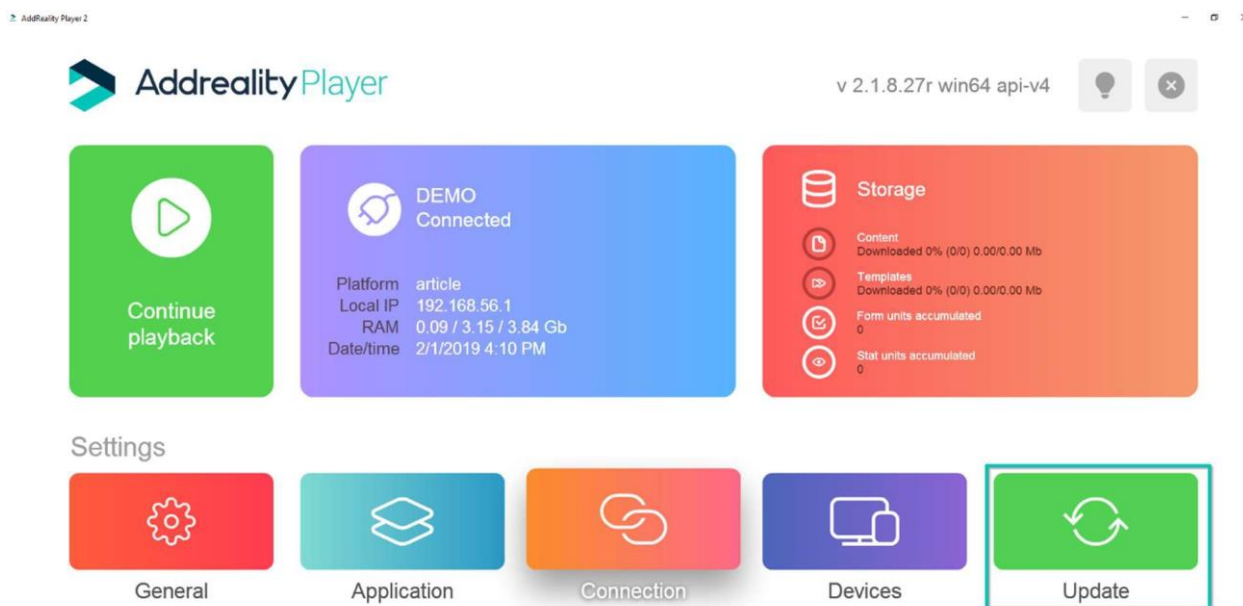 AddReality Player 2
Addreality Player
v 2.1.8.27r win64 api-v4
Continue
playback
DEMO
Connected
Platform article
Local IP 192.168.56.1
RAM 0.09 / 3.15 / 3.84 Gb
Date/time 2/1/2019 4:10 PM
Storage
Content
Downloaded 0% (0/0) 0.00/0.00 Mb
Templates
Downloaded 0% (0/0) 0.00/0.00 Mb
Form units accumulated
0
Stat units accumulated
0
Settings
General
Application
Connection
Devices
Update